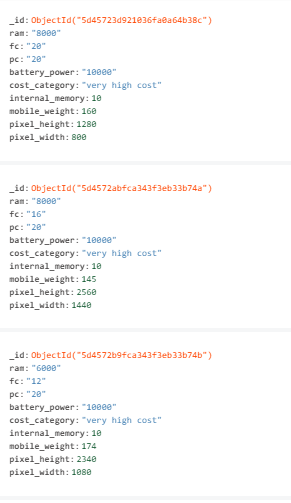 _id: ObjectId("5d45723d921036fa0a64b38c")
ram: "8000"
fc: "20"
pc: "20"
battery_power: "10000"
cost_category: "very high cost"
internal_memory: 10
mobile_weight: 160
pixel_height: 1280
pixel_width: 800
_id: ObjectId("5d4572abfca343f3eb33b74a")
ram: "8000"
fc: "16"
pc: "20"
battery_power: "10000"
cost_category: "very high cost"
internal_memory: 10
mobile_weight: 145
pixel_height: 2560
pixel_width: 1440
_id: ObjectId("5d4572b9fca343f3eb33b74b")
ram: "6000"
fc: "12"
pc: "20"
battery_power: "10000"
cost_category: "very high cost"
internal_memory: 10
mobile_weight: 174
pixel_height: 2340
pixel_width: 1080